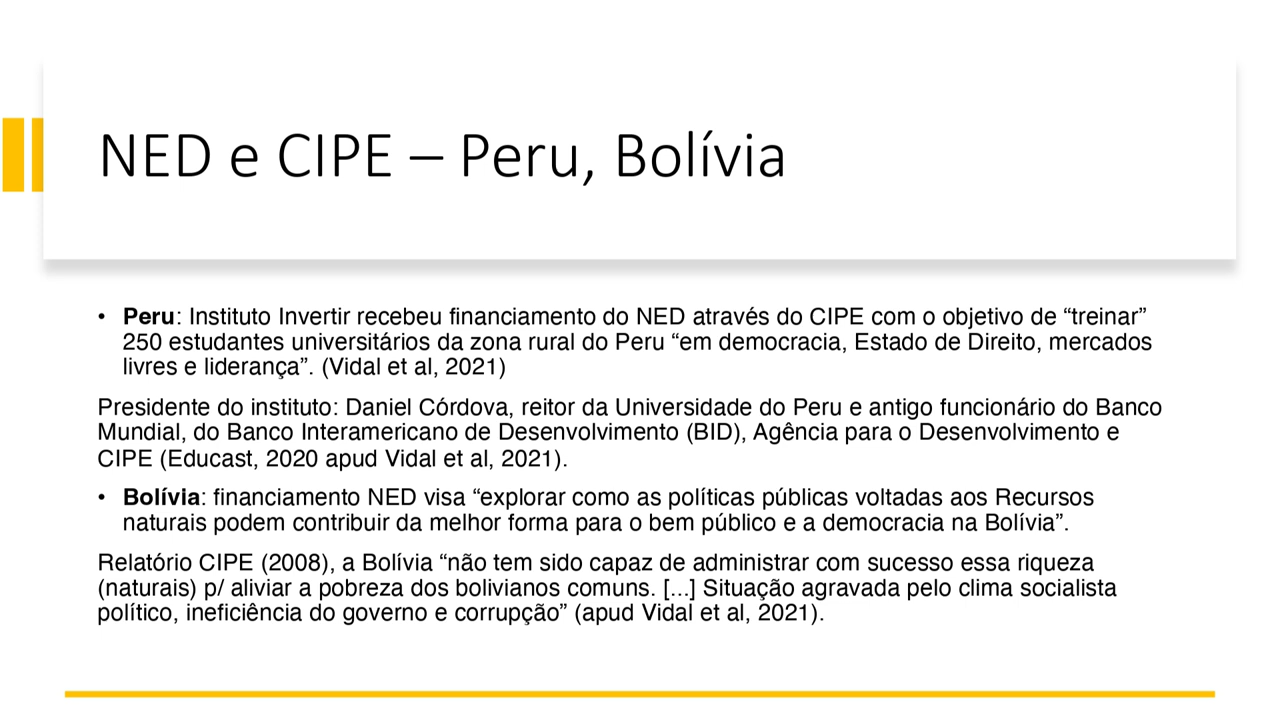 NED e CIPE – Peru, Bolívia
• Peru: Instituto Invertir recebeu financiamento do NED através do CIPE com o objetivo de “treinar”
250 estudantes universitários da zona rural do Peru “em democracia, Estado de Direito, mercados
livres e liderança”. (Vidal et al, 2021)
Presidente do instituto: Daniel Córdova, reitor da Universidade do Peru e antigo funcionário do Banco
Mundial, do Banco Interamericano de Desenvolvimento (BID), Agência para o Desenvolvimento e
CIPE (Educast, 2020 apud Vidal et al, 2021).
• Bolívia: financiamento NED visa “explorar como as políticas públicas voltadas aos Recursos
naturais podem contribuir da melhor forma para o bem público e a democracia na Bolívia”.
Relatório CIPE (2008), a Bolívia “não tem sido capaz de administrar com sucesso essa riqueza
(naturais) p/ aliviar a pobreza dos bolivianos comuns. [...] Situação agravada pelo clima socialista
político, ineficiência do governo e corrupção” (apud Vidal et al, 2021).